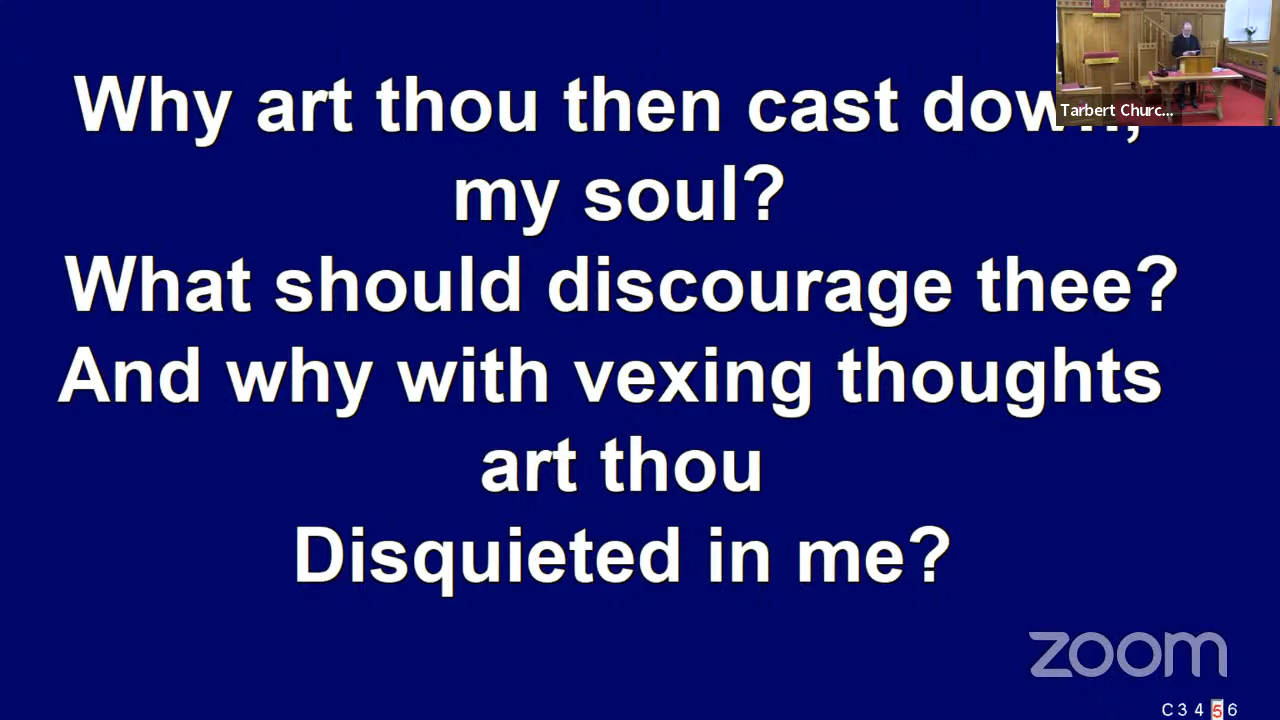 Why art thou then cast down,
my soul?
What should discourage thee?
And why with vexing thoughts
art thou
Disquieted in me?
Tarbert Churc...
zoom
C 3 4 5 6